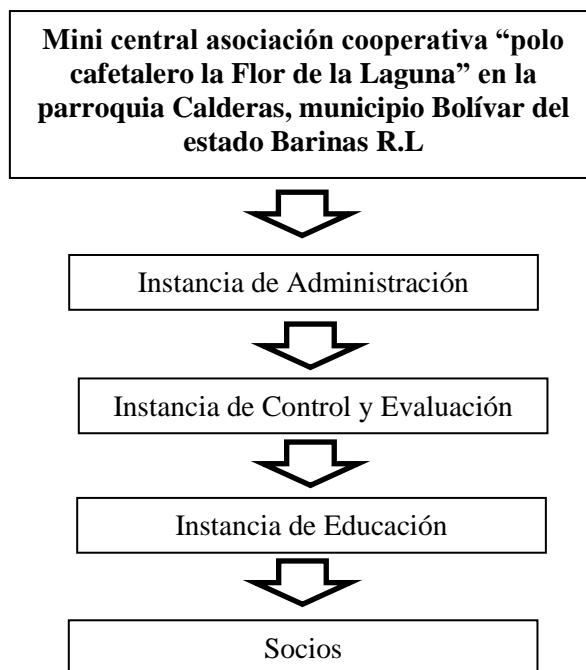 Mini central asociación cooperativa “polo
cafetalero la Flor de la Laguna” en la
parroquia Calderas, municipio Bolívar del
estado Barinas R.L
Instancia de Administración
Instancia de Control y Evaluación
Instancia de Educación
Socios